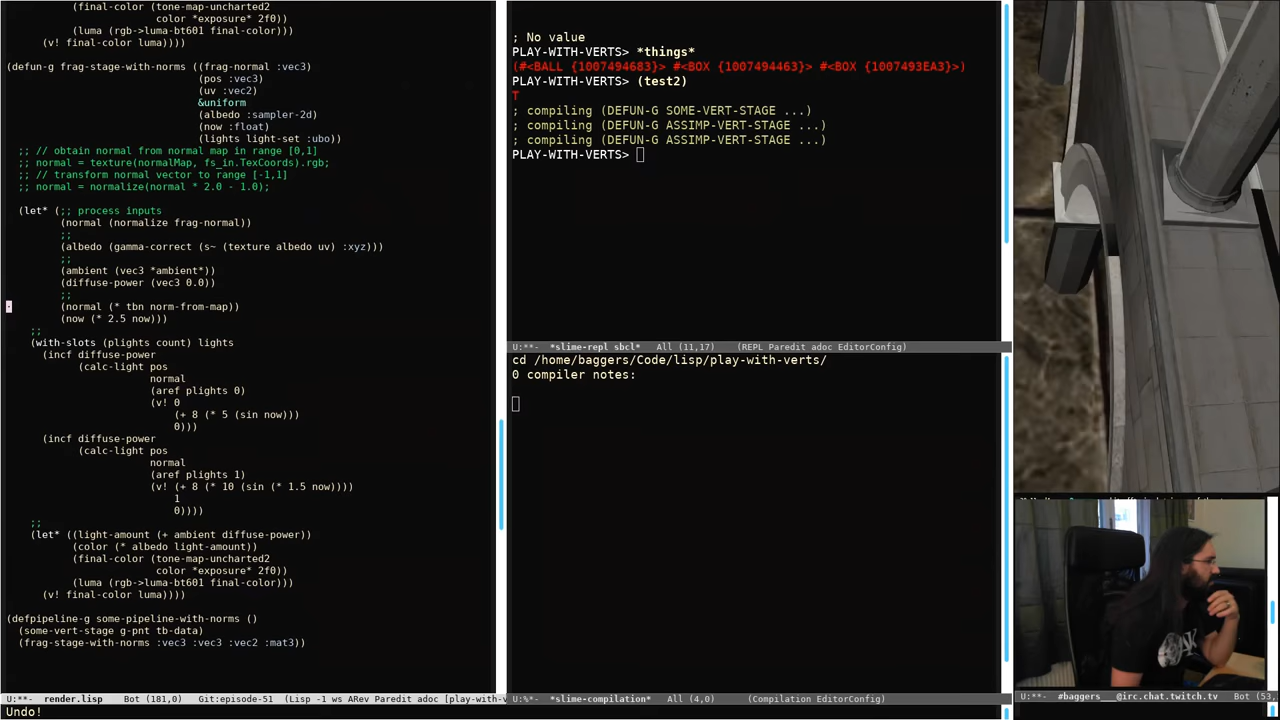 (final-color (tone-map-uncharted2
color *exposure* 2f0))
(luma (rgb->luma-bt601 final-color)))
(v! final-color luma))))
(defun-g frag-stage-with-norms ((frag-normal :vec3)
(pos :vec3)
(uv :vec2)
&uniform
(albedo :sampler-2d)
(now :float)
(lights light-set :ubo))
;; // obtain normal from normal map in range [0,1]
;; normal = texture(normalMap, fs_in.TexCoords).rgb;
;; // transform normal vector to range [-1,1]
;; normal = normalize(normal * 2.0 - 1.0);
(let* (;; process inputs
(normal (normalize frag-normal))
;;
(albedo (gamma-correct (s~ (texture albedo uv) :xyz)))
;;
(ambient (vec3 *ambient*))
(diffuse-power (vec3 0.0))
;;
(normal (* tbn norm-from-map))
(now (* 2.5 now)))
;;
(with-slots (plights count) lights
(incf diffuse-power
(calc-light pos
normal
(aref plights 0)
(v! 0
(+ 8 (* 5 (sin now)))
0)))
(incf diffuse-power
(calc-light pos
normal
(aref plights 1)
(v! (+ 8 (* 10 (sin (* 1.5 now))))
1
0))))
;;
(let* ((light-amount (+ ambient diffuse-power))
(color (* albedo light-amount))
(final-color (tone-map-uncharted2
color *exposure* 2f0))
(luma (rgb->luma-bt601 final-color)))
(v! final-color luma))))
(defpipeline-g some-pipeline-with-norms ()
(some-vert-stage g-pnt tb-data)
(frag-stage-with-norms :vec3 :vec3 :vec2 :mat3))
U:**- render.lisp Bot (181,0) Git:episode-51 (Lisp -1 ws ARev Paredit adoc [play-with-v
Undo!
; No value
PLAY-WITH-VERTS> *things*
(#<BALL {1007494683}> #<BOX {1007494463}> #<BOX {1007493EA3}>)
PLAY-WITH-VERTS> (test2)
T
; compiling (DEFUN-G SOME-VERT-STAGE ...)
; compiling (DEFUN-G ASSIMP-VERT-STAGE ...)
; compiling (DEFUN-G ASSIMP-VERT-STAGE ...)
PLAY-WITH-VERTS>
U:**- *slime-repl sbcl* All (11,17) (REPL Paredit adoc EditorConfig)
cd /home/baggers/Code/lisp/play-with-verts/
0 compiler notes:
U:%*- *slime-compilation* All (4,0) (Compilation EditorConfig)
U:**- #baggers___@irc.chat.twitch.tv Bot (53,